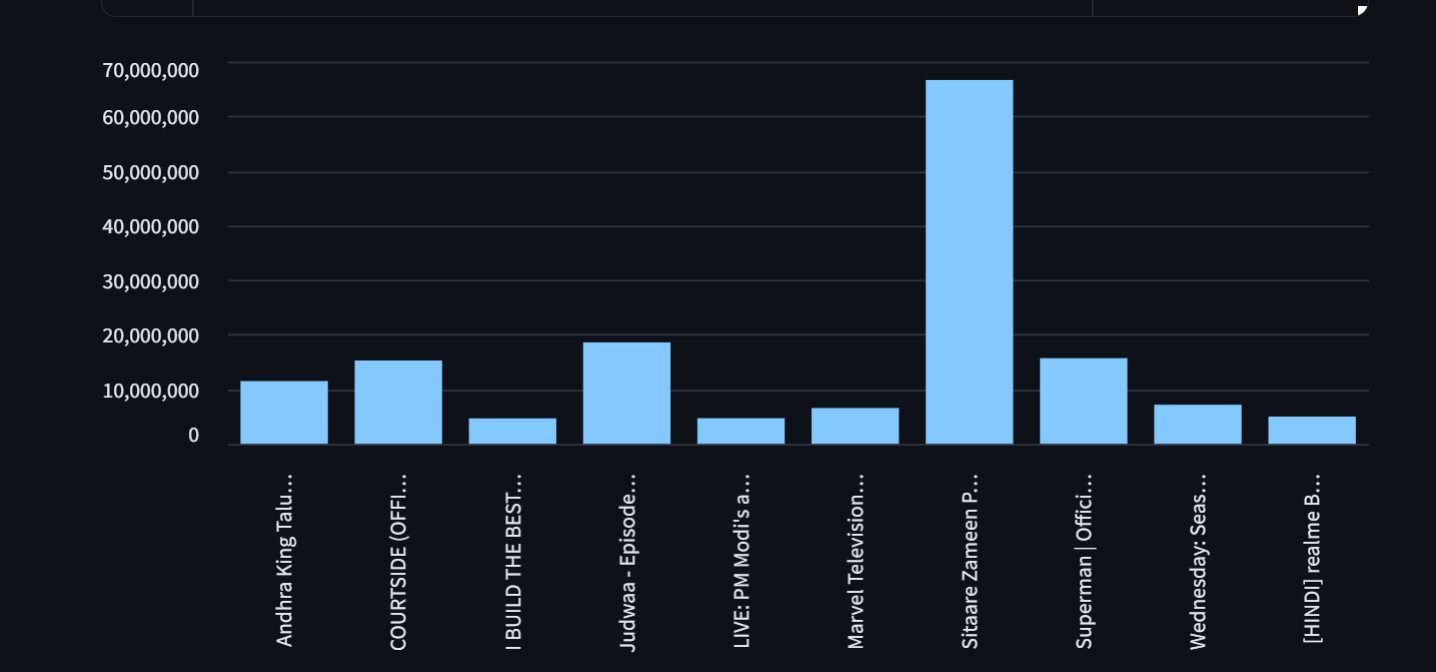 70,000,000
60,000,000
50,000,000
40,000,000
30,000,000
20,000,000
10,000,000
0
Andhra King Talu...
COURTSIDE (OFFI...
I BUILD THE BEST...
Judwaa - Episode...
LIVE: PM Modi's a...
Marvel Television...
Sitaare Zameen P...
Superman | Offici...
Wednesday: Seas...
[HINDI] realme B...